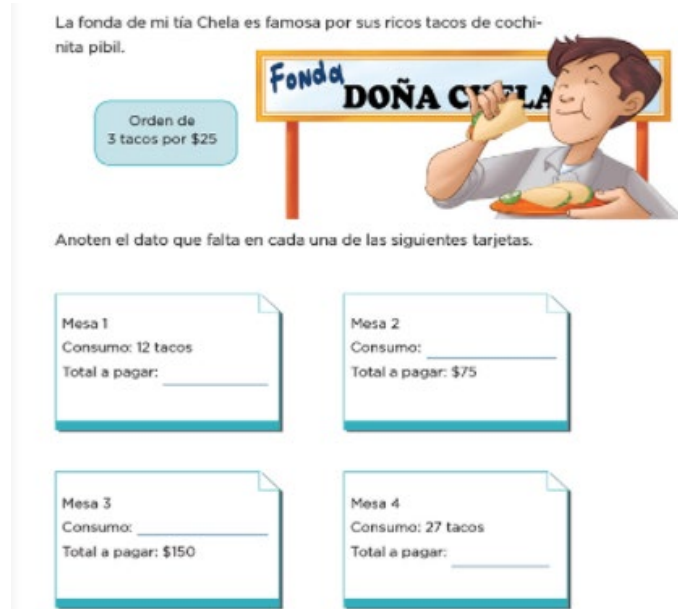 La fonda de mi tía Chela es famosa por sus ricos tacos de cochi-
nita pibil.
Fonda
DOÑA CHELA
Orden de
3 tacos por $25
Anoten el dato que falta en cada una de las siguientes tarjetas.
Mesa 1
Consumo: 12 tacos
Total a pagar:
Mesa 2
Consumo:
Total a pagar: $75
Mesa 3
Consumo:
Total a pagar: $150
Mesa 4
Consumo: 27 tacos
Total a pagar: